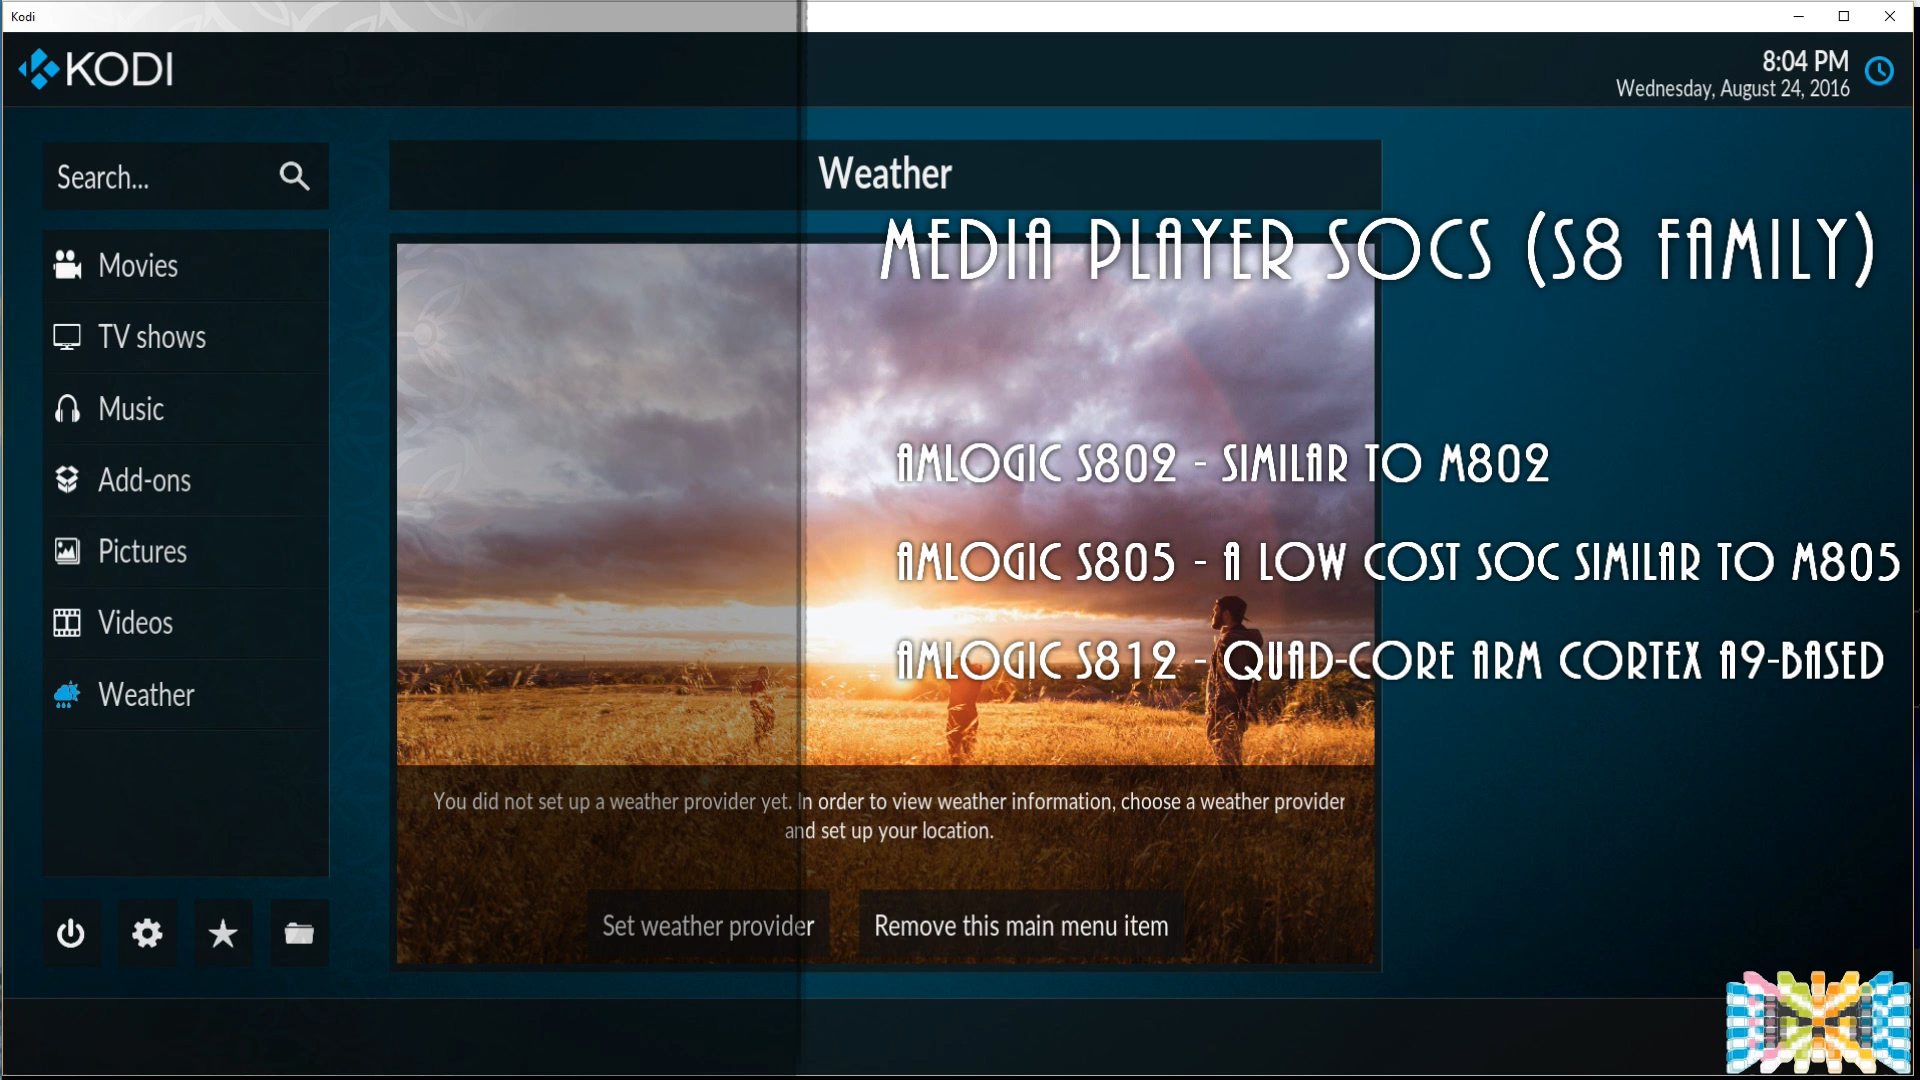 Kodi
KODI
8:04 PM
Wednesday, August 24, 2016
Search...
Movies
TV shows
Music
Add-ons
Pictures
Videos
Weather
Weather
MEDIA PLAYER SOCS (S8 FAMILY)
AMLOGIC S802 - SIMILAR TO M802
AMLOGIC S805 - A LOW COST SOC SIMILAR TO M805
AMLOGIC S812 - QUAD-CORE ARM CORTEX A9-BASED
You did not set up a weather provider yet. In order to view weather information, choose a weather provider
and set up your location.
Set weather provider
Remove this main menu item